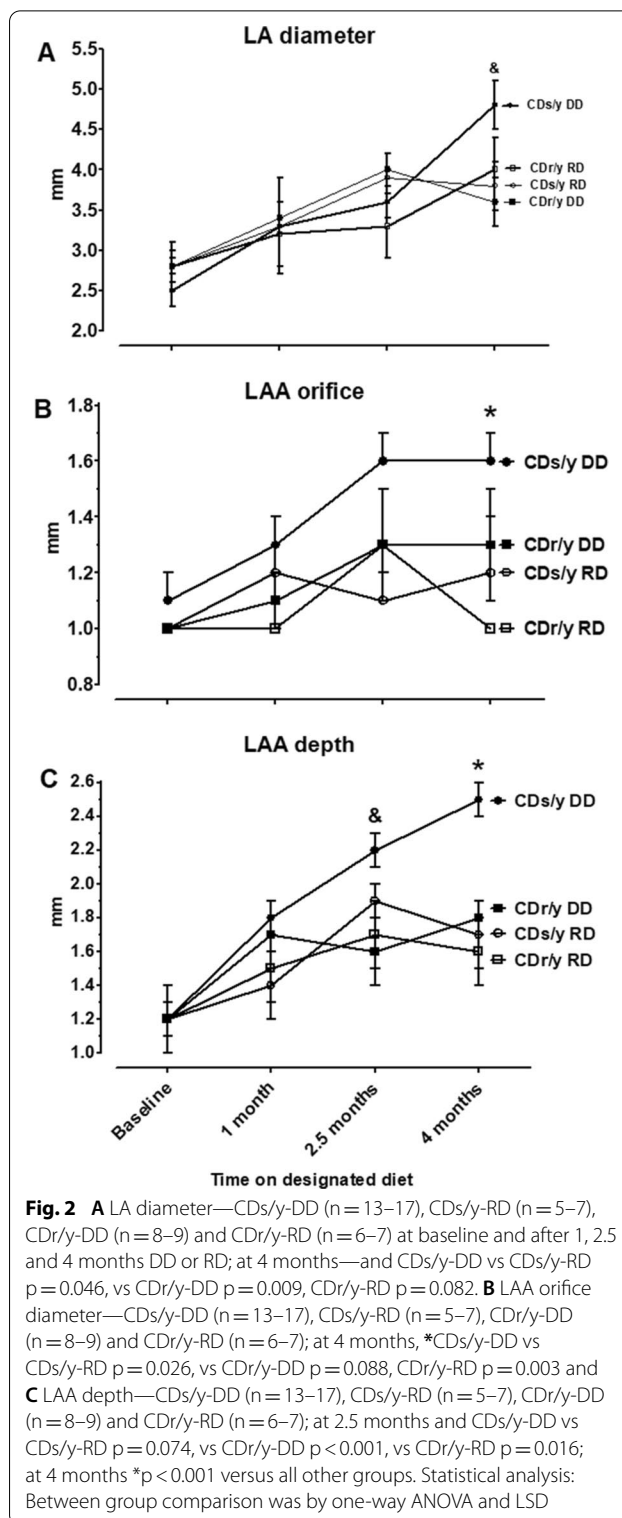 A
LA diameter
5.5
5.0
4.5
4.0
3.5
3.0
2.5
2.0
mm
&
CDs/y DD
CDr/y RD
CDs/y RD
CDr/y DD
LAA orifice
B
1.8
1.6
1.4
1.2
1.0
0.8
mm
*
CDs/y DD
CDr/y DD
CDs/y RD
CDr/y RD
LAA depth
C
2.6
2.4
2.2
2.0
1.8
1.6
1.4
1.2
1.0
mm
&
*
CDs/y DD
CDr/y DD
CDs/y RD
CDr/y RD
Baseline
1 month
2.5 months
4 months
Time on designated diet
Fig. 2 A LA diameter—CDs/y-DD (n = 13–17), CDs/y-RD (n = 5–7),
CDr/y-DD (n = 8–9) and CDr/y-RD (n = 6–7) at baseline and after 1, 2.5
and 4 months DD or RD; at 4 months—and CDs/y-DD vs CDs/y-RD
p = 0.046, vs CDr/y-DD p = 0.009, CDr/y-RD p = 0.082. B LAA orifice
diameter—CDs/y-DD (n = 13–17), CDs/y-RD (n = 5–7), CDr/y-DD
(n = 8–9) and CDr/y-RD (n = 6–7); at 4 months, *CDs/y-DD vs
CDs/y-RD p = 0.026, vs CDr/y-DD p = 0.088, CDr/y-RD p = 0.003 and
C LAA depth—CDs/y-DD (n = 13–17), CDs/y-RD (n = 5–7), CDr/y-DD
(n = 8–9) and CDr/y-RD (n = 6–7); at 2.5 months and CDs/y-DD vs
CDs/y-RD p = 0.074, vs CDr/y-DD p < 0.001, vs CDr/y-RD p = 0.016;
at 4 months *p < 0.001 versus all other groups. Statistical analysis:
Between group comparison was by one-way ANOVA and LSD